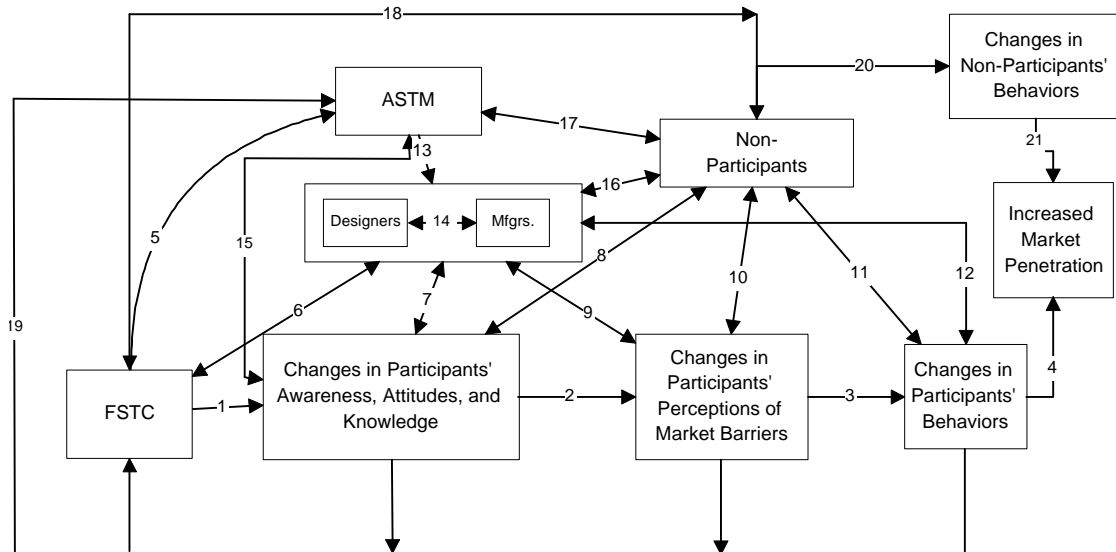 18
Changes in
Non-Participants'
Behaviors
20
ASTM
17
Non-
Participants
13
21
16
Designers
14
Mfgrs.
Increased
Market
Penetration
5
15
8
10
11
12
6
7
9
19
4
Changes in Participants'
Awareness, Attitudes, and
Knowledge
Changes in
Participants'
Perceptions of
Market Barriers
Changes in
Participants'
Behaviors
FSTC
1
2
3